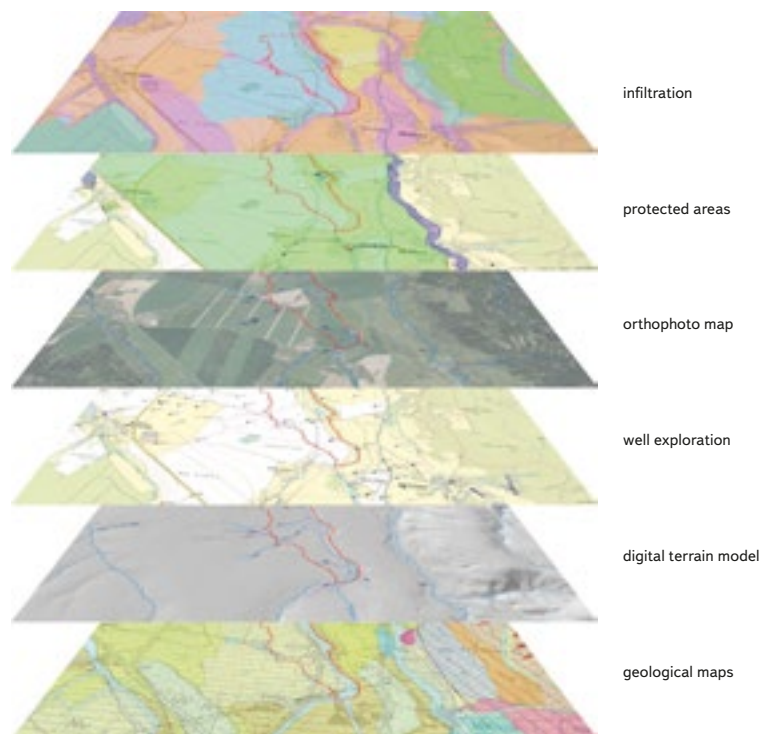 infiltration
protected areas
orthophoto map
well exploration
digital terrain model
geological maps